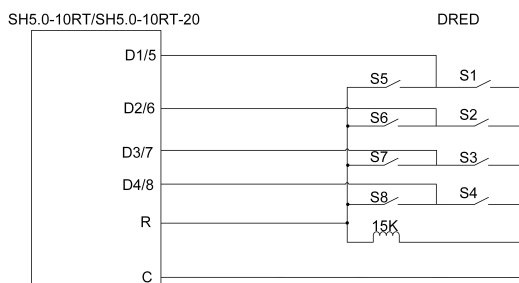 SH5.0-10RT/SH5.0-10RT-20 DRED
D1/5
S5 S1
D2/6
S6 S2
D3/7
S7 S3
D4/8
S8 S4
R
15K
C